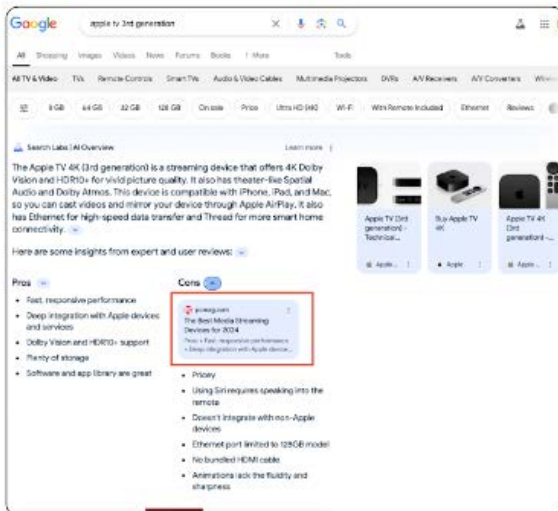 Google
apple tv 3rd generation
All Shopping Images Videos News Forums Books More Tools
All TV & Video TVs Remote Controls Smart TVs Audio & Video Cables Multimedia Projectors DVRs A/V Receivers A/V Converters
8 GB 64 GB 32 GB 128 GB On sale Price Ultra HD (4K) Wi-Fi With Remote Included Ethernet Reviews
Search Labs | AI Overview
Learn more
The Apple TV 4K (3rd generation) is a streaming device that offers 4K Dolby
Vision and HDR10+ for vivid picture quality. It also has theater-like Spatial
Audio and Dolby Atmos. This device is compatible with iPhone, iPad, and Mac,
so you can cast videos and mirror your device through Apple AirPlay. It also
has Ethernet for high-speed data transfer and Thread for more smart home
connectivity.
Here are some insights from expert and user reviews:
Pros
• Fast, responsive performance
• Deep integration with Apple devices
and services
• Dolby Vision and HDR10+ support
• Plenty of storage
• Software and app library are great
Cons
pcmag.com
The Best Media Streaming
Devices for 2024
Pros • Fast, responsive performance
• Deep integration with Apple device...
• Pricey
• Using Siri requires speaking into the
remote
• Doesn't integrate with non-Apple
devices
• Ethernet port limited to 128GB model
• No bundled HDMI cable
• Animations lack the fluidity and
sharpness
Apple TV (3rd
generation) -
Technical...
Apple
Buy Apple TV
4K
Apple
Apple TV 4K
(3rd
generation) -...
Apple...